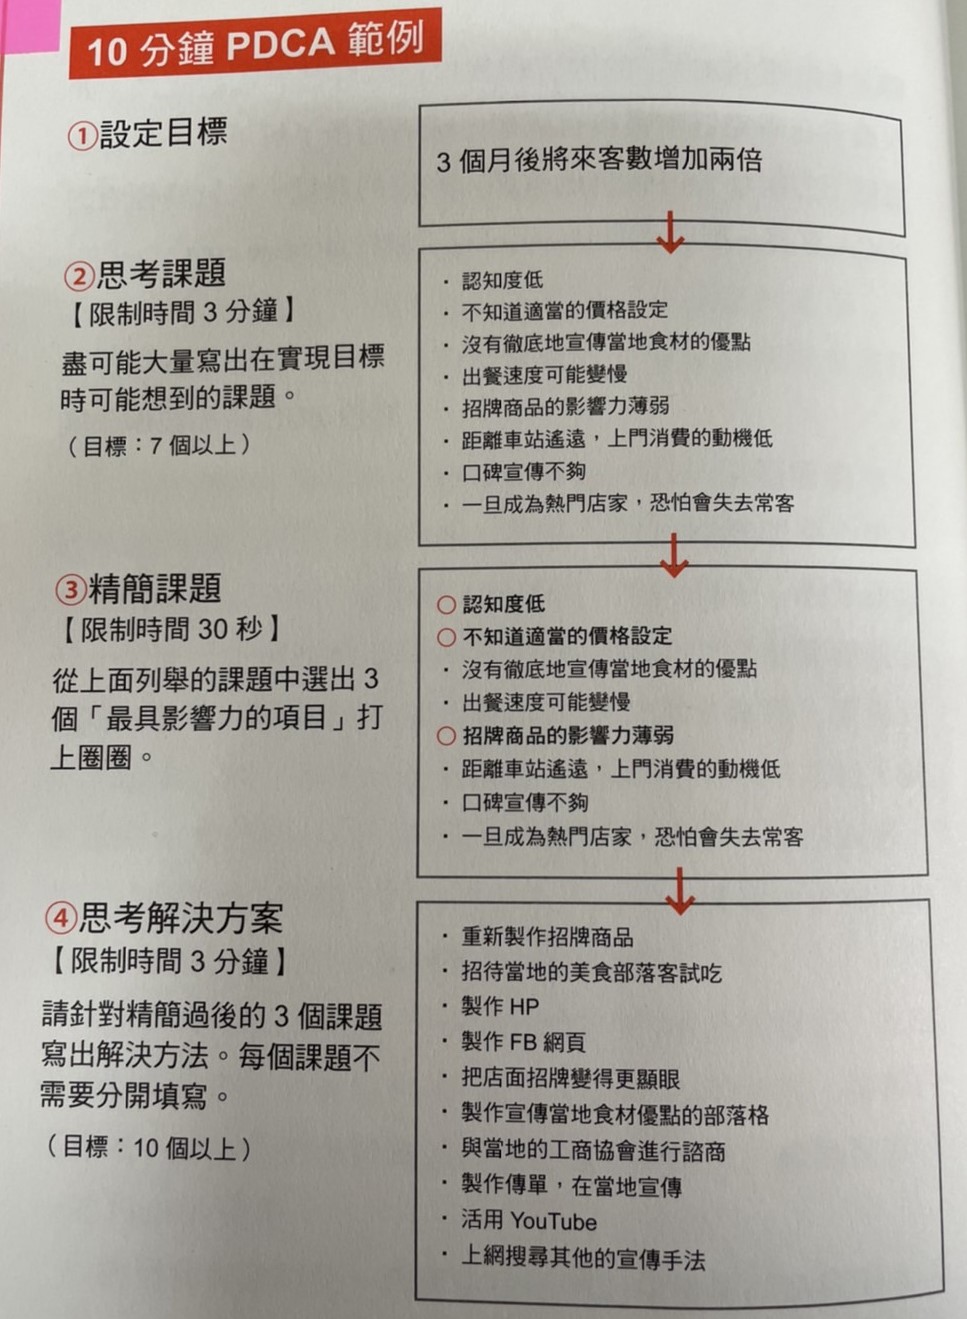 10 分鐘 PDCA 範例
①設定目標
3 個月後將來客數增加兩倍
②思考課題
【限制時間 3 分鐘】
盡可能大量寫出在實現目標
時可能想到的課題。
（目標：7 個以上）
· 認知度低
· 不知道適當的價格設定
· 沒有徹底地宣傳當地食材的優點
· 出餐速度可能變慢
· 招牌商品的影響力薄弱
· 距離車站遙遠，上門消費的動機低
· 口碑宣傳不夠
· 一旦成為熱門店家，恐怕會失去常客
③精簡課題
【限制時間 30 秒】
從上面列舉的課題中選出 3
個「最具影響力的項目」打
上圈圈。
○ 認知度低
○ 不知道適當的價格設定
· 沒有徹底地宣傳當地食材的優點
· 出餐速度可能變慢
○ 招牌商品的影響力薄弱
· 距離車站遙遠，上門消費的動機低
· 口碑宣傳不夠
· 一旦成為熱門店家，恐怕會失去常客
④思考解決方案
【限制時間 3 分鐘】
請針對精簡過後的 3 個課題
寫出解決方法。每個課題不
需要分開填寫。
（目標：10 個以上）
· 重新製作招牌商品
· 招待當地的美食部落客試吃
· 製作 HP
· 製作 FB 網頁
· 把店面招牌變得更顯眼
· 製作宣傳當地食材優點的部落格
· 與當地的工商協會進行諮商
· 製作傳單，在當地宣傳
· 活用 YouTube
· 上網搜尋其他的宣傳手法